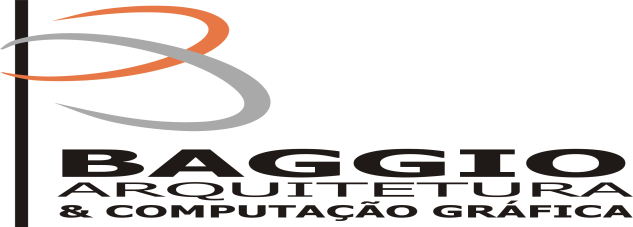 BAGGIO
ARQUITETURA
& COMPUTAÇÃO GRÁFICA